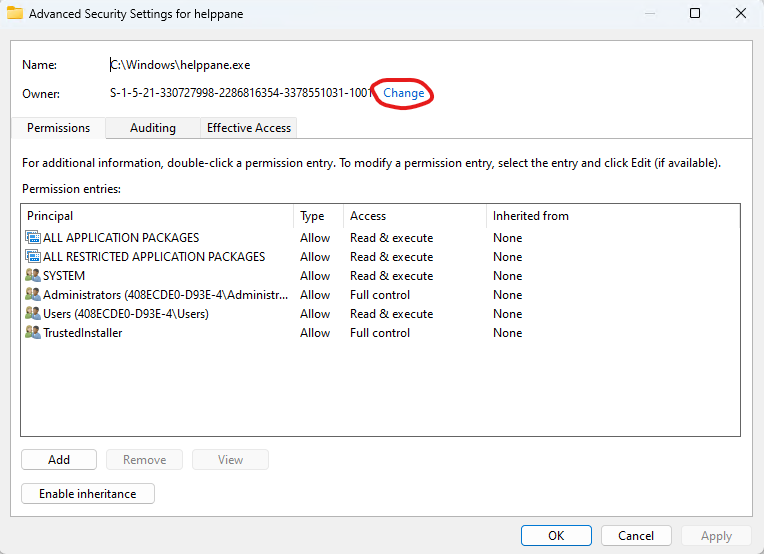 Advanced Security Settings for helppane
Name: C:\Windows\helppane.exe
Owner: S-1-5-21-330727998-2286816354-3378551031-1001 Change
Permissions Auditing Effective Access
For additional information, double-click a permission entry. To modify a permission entry, select the entry and click Edit (if available).
Permission entries:
Principal Type Access Inherited from
ALL APPLICATION PACKAGES Allow Read & execute None
ALL RESTRICTED APPLICATION PACKAGES Allow Read & execute None
SYSTEM Allow Read & execute None
Administrators (408ECDE0-D93E-4\Administr... Allow Full control None
Users (408ECDE0-D93E-4\Users) Allow Read & execute None
TrustedInstaller Allow Full control None
Add Remove View
Enable inheritance
OK Cancel Apply